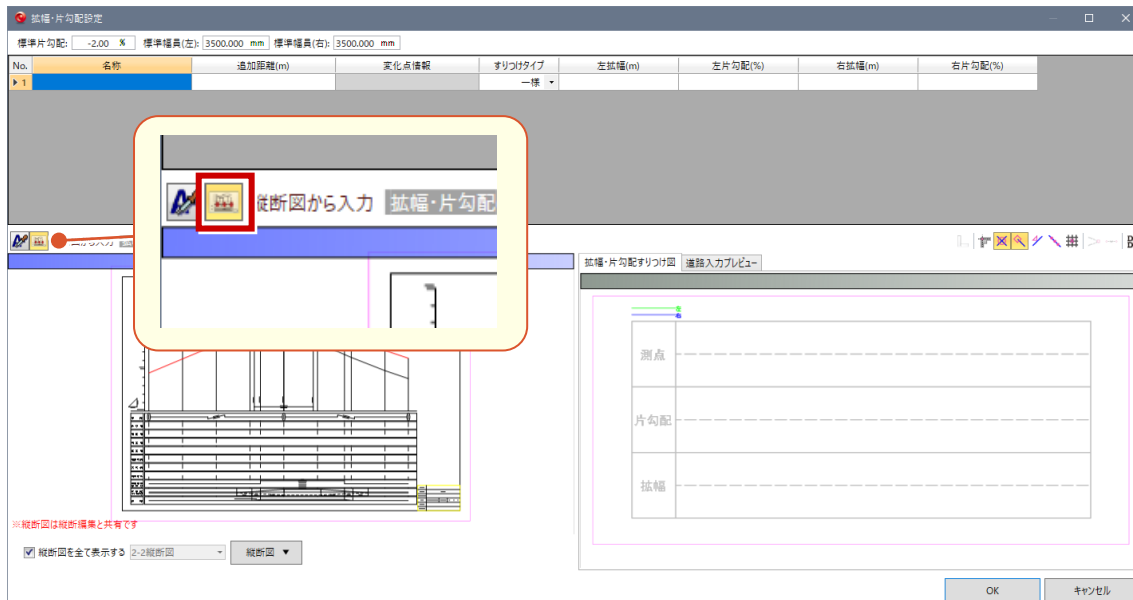 拡幅・片勾配設定
標準片勾配: -2.00 % 標準幅員(左): 3500.000 mm 標準幅員(右): 3500.000 mm
No. 名称 追加距離(m) 変化点情報 すりつけタイプ 左拡幅(m) 左片勾配(%) 右拡幅(m) 右片勾配(%)
1 一様
縦断図から入力 拡幅・片勾配
拡幅・片勾配すりつけ図 道路入力プレビュー
測点
片勾配
拡幅
※縦断図は縦断編集と共有です
縦断図を全て表示する 2-2縦断図 縦断図 ▼
OK キャンセル